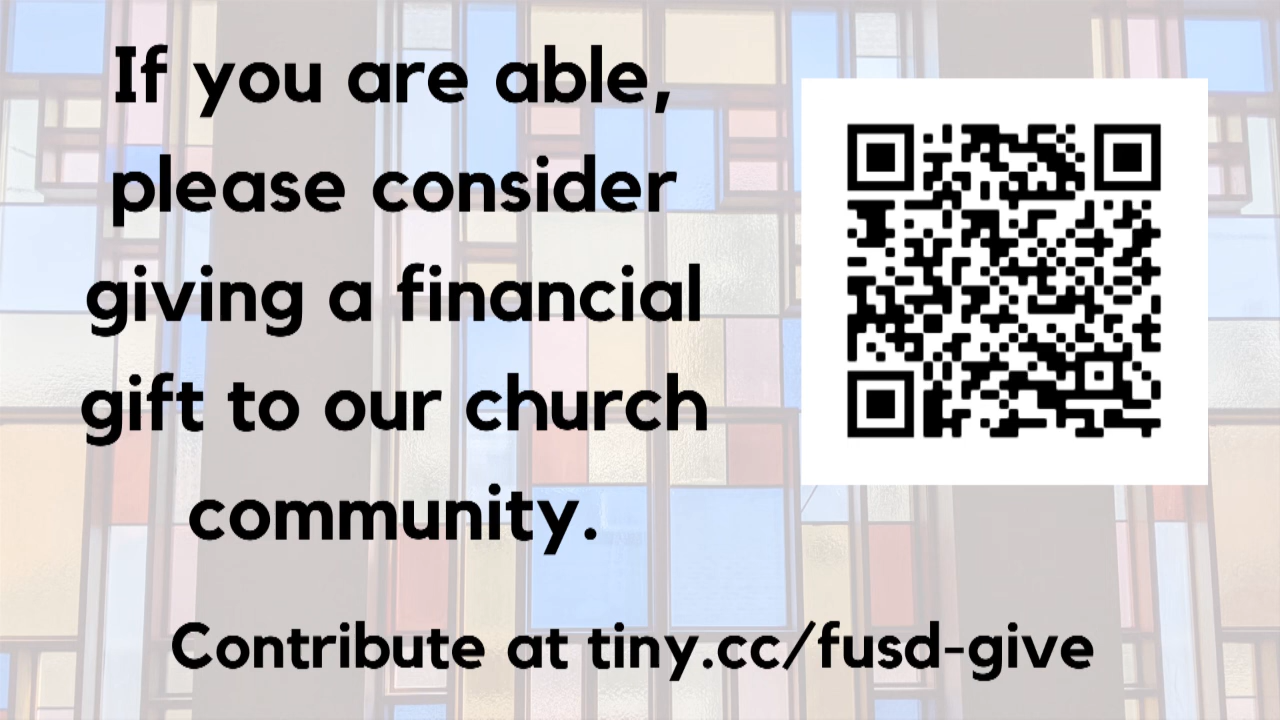 If you are able,
please consider
giving a financial
gift to our church
community.
Contribute at tiny.cc/fusd-give